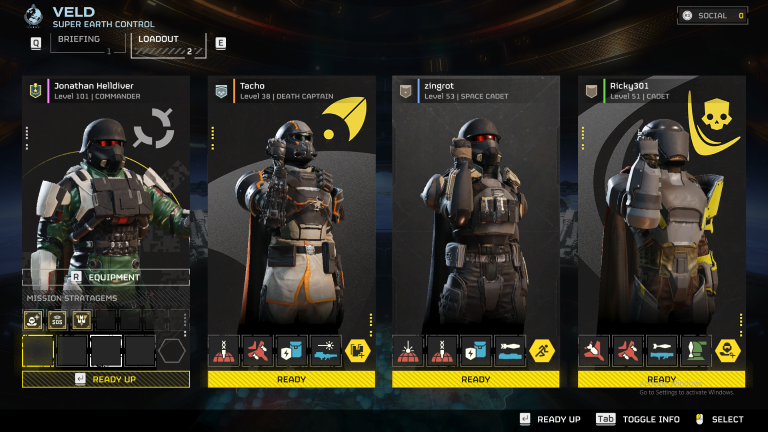 VELD
SUPER EARTH CONTROL
SOCIAL 0
Q BRIEFING 1 LOADOUT 2 E
Jonathan Helldiver
Level 101 | COMMANDER
Tacho
Level 38 | DEATH CAPTAIN
zingrot
Level 53 | SPACE CADET
Ricky301
Level 51 | CADET
R EQUIPMENT
MISSION STRATAGEMS
SOS
READY UP
READY
READY
READY
Go to Settings to activate Windows.
READY UP
Tab TOGGLE INFO
SELECT